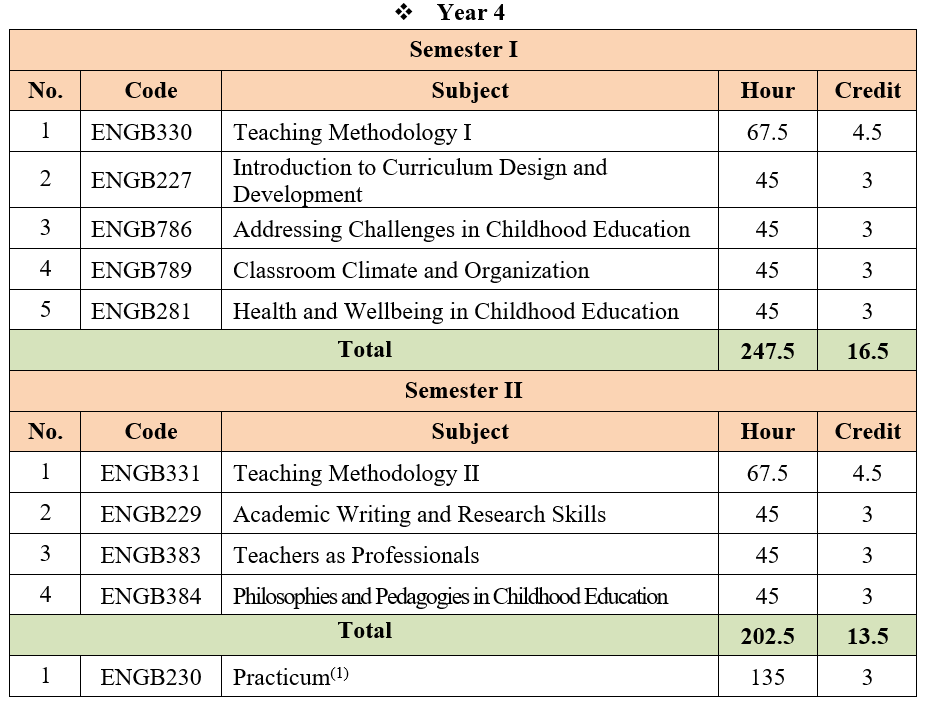 ❖ Year 4
Semester I
No. Code Subject Hour Credit
1 ENGB330 Teaching Methodology I 67.5 4.5
2 ENGB227 Introduction to Curriculum Design and
Development 45 3
3 ENGB786 Addressing Challenges in Childhood Education 45 3
4 ENGB789 Classroom Climate and Organization 45 3
5 ENGB281 Health and Wellbeing in Childhood Education 45 3
Total 247.5 16.5
Semester II
No. Code Subject Hour Credit
1 ENGB331 Teaching Methodology II 67.5 4.5
2 ENGB229 Academic Writing and Research Skills 45 3
3 ENGB383 Teachers as Professionals 45 3
4 ENGB384 Philosophies and Pedagogies in Childhood Education 45 3
Total 202.5 13.5
1 ENGB230 Practicum(1) 135 3